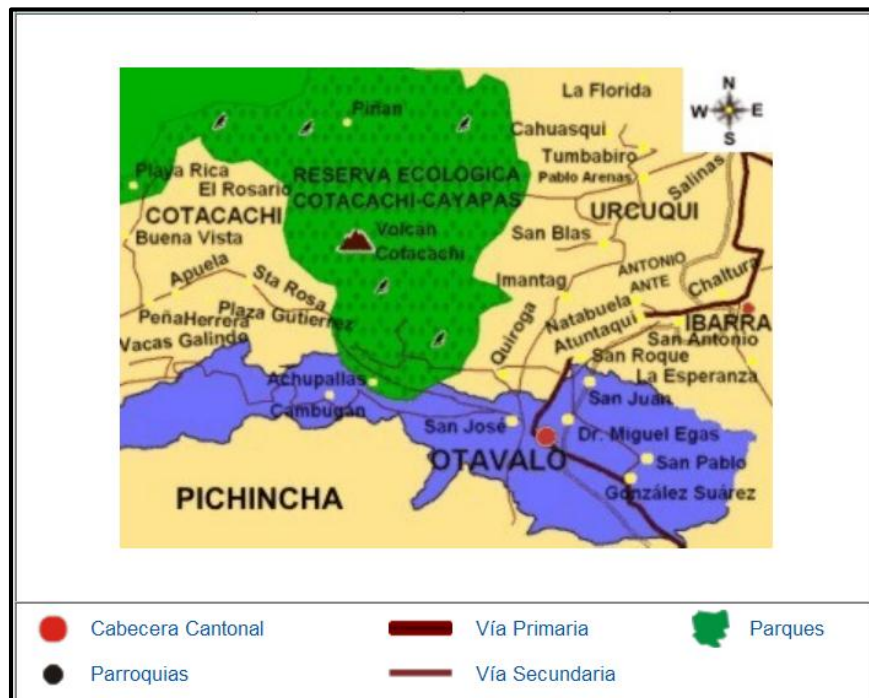 N
W E
S
La Florida
Piñan
Cahuasqui
Tumbabiro
Pablo Arenas
Salinas
Playa Rica
El Rosario
RESERVA ECOLOGICA
COTACACHI-CAYAPAS
COTACACHI
URCUQUI
Buena Vista
Volcán
Cotacachi
San Blas
Apuela
Sta Rosa
Imantag
ANTONIO
ANTE
Chaltura
PeñaHerrera
Plaza Gutierrez
Natabuela
Atuntaqui
IBARRA
Vacas Galindo
Quiroga
San Antonio
San Roque
La Esperanza
Achupallas
Cambugan
San Juan
San José
Dr. Miguel Egas
OTAVALO
San Pablo
PICHINCHA
González Suárez
Cabecera Cantonal
Vía Primaria
Parques
Parroquias
Vía Secundaria